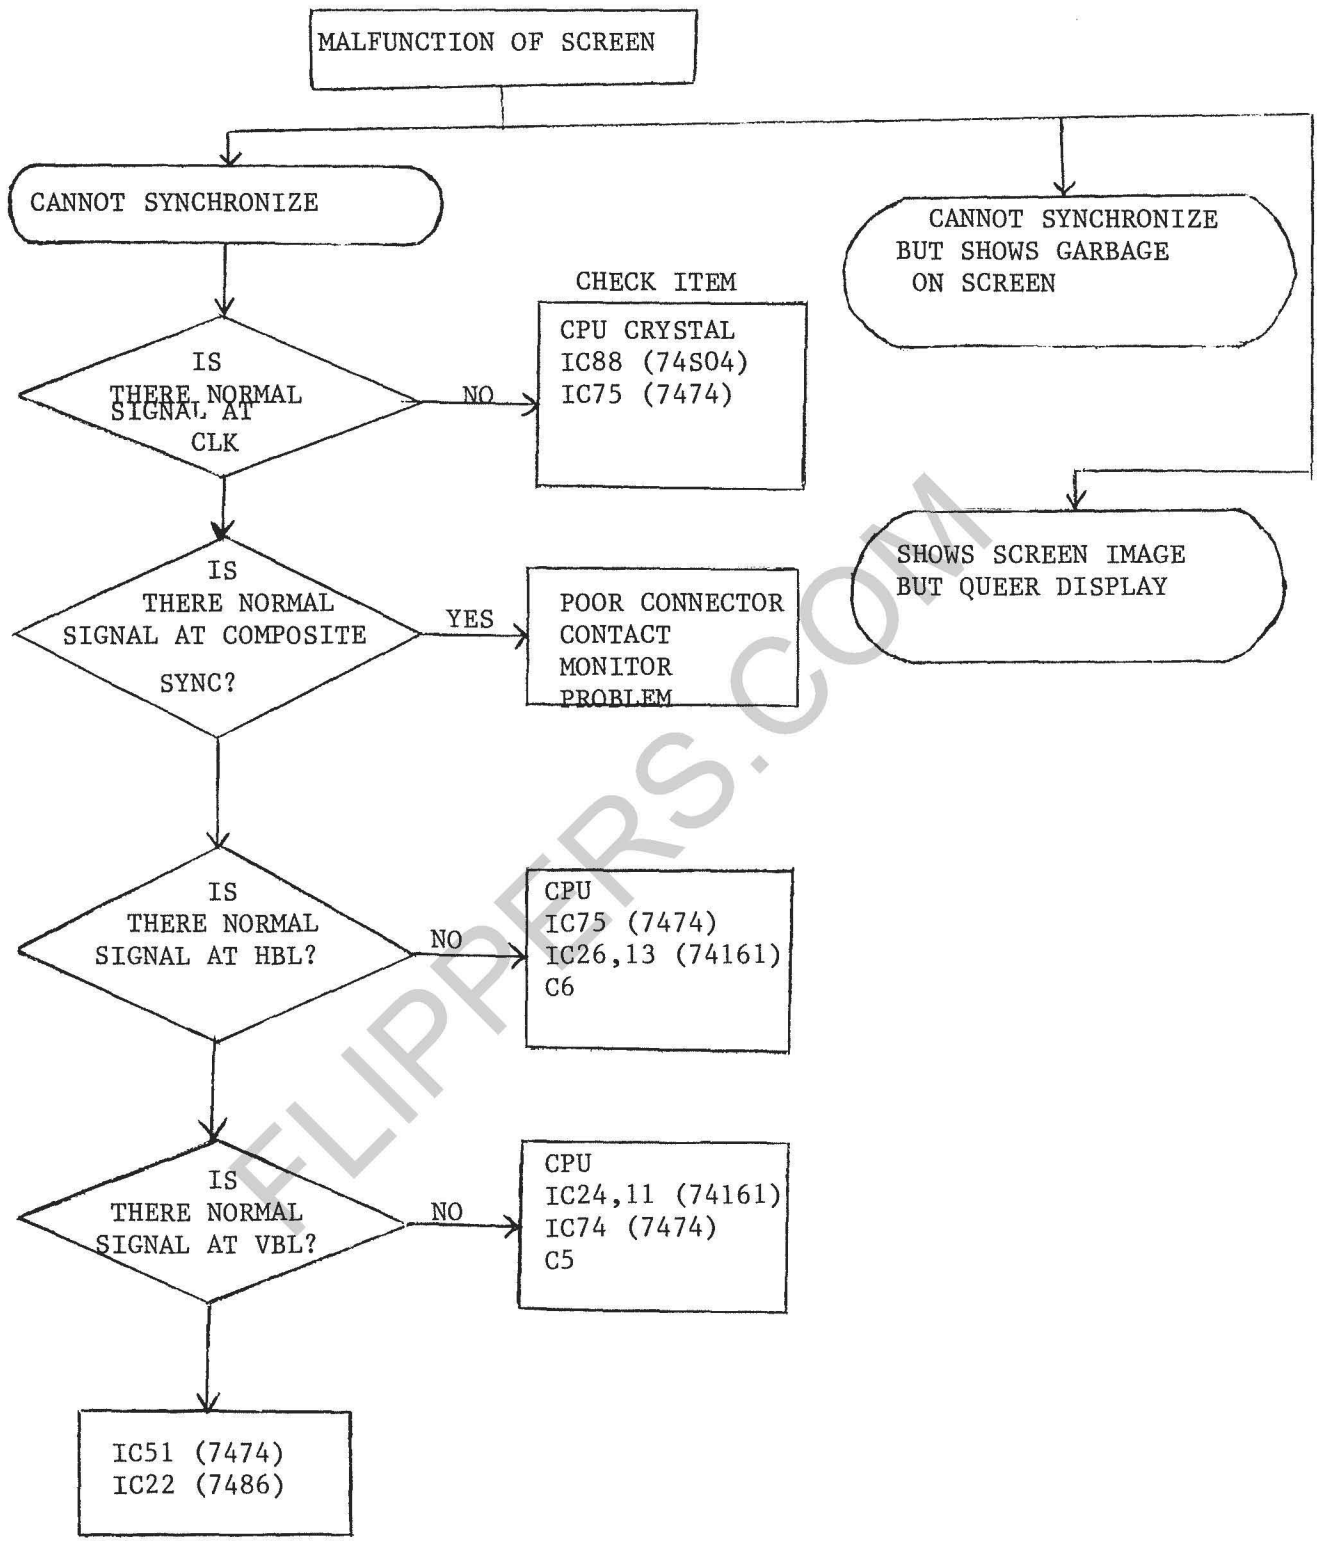 MALFUNCTION OF SCREEN
CANNOT SYNCHRONIZE
CANNOT SYNCHRONIZE
BUT SHOWS GARBAGE
ON SCREEN
SHOWS SCREEN IMAGE
BUT QUEER DISPLAY
IS
THERE NORMAL
SIGNAL AT
CLK
NO
CHECK ITEM
CPU CRYSTAL
IC88 (74S04)
IC75 (7474)
IS
THERE NORMAL
SIGNAL AT COMPOSITE
SYNC?
YES
POOR CONNECTOR
CONTACT
MONITOR
PROBLEM
IS
THERE NORMAL
SIGNAL AT HBL?
NO
CPU
IC75 (7474)
IC26,13 (74161)
C6
IS
THERE NORMAL
SIGNAL AT VBL?
NO
CPU
IC24,11 (74161)
IC74 (7474)
C5
IC51 (7474)
IC22 (7486)
FLIPPERS.COM